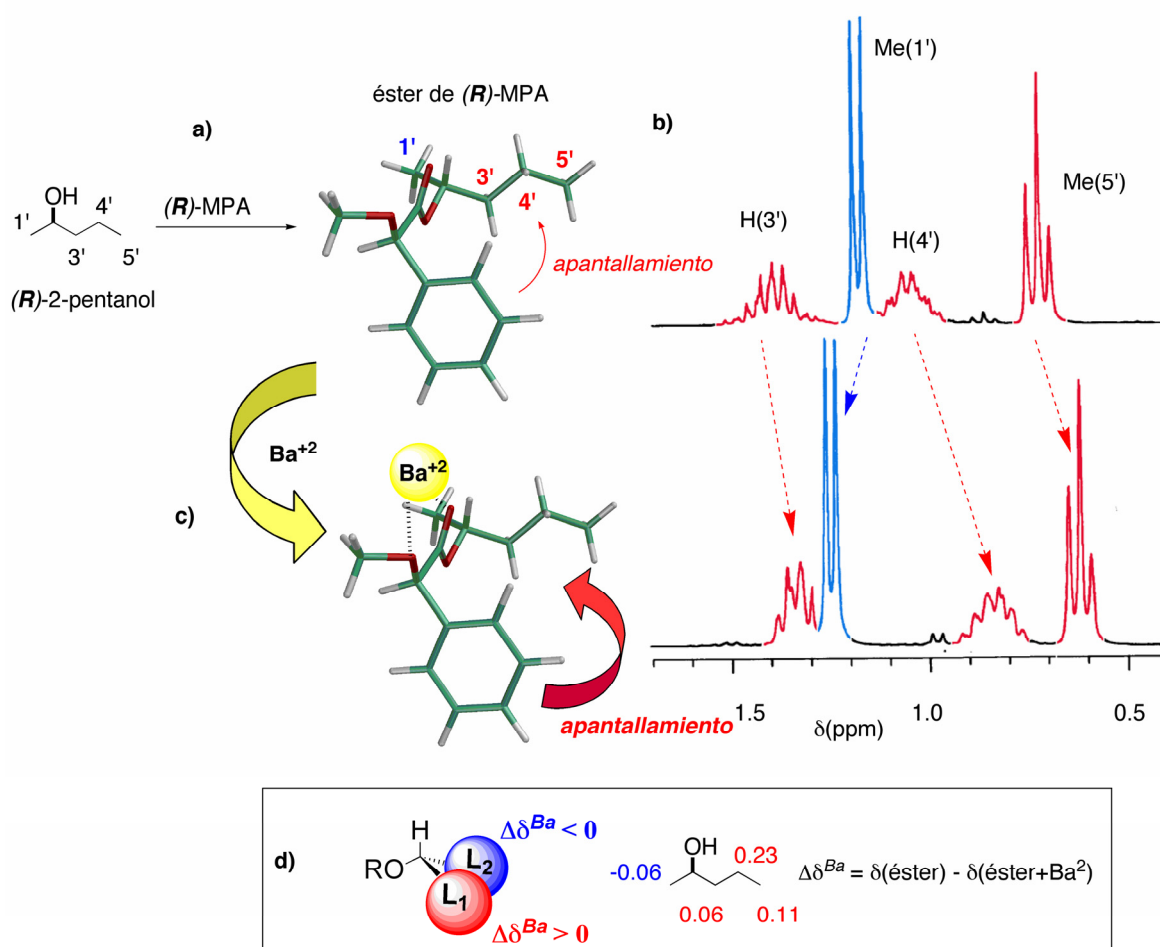 éster de (R)-MPA
a)
OH
4'
1'
3'
5'
(R)-MPA
(R)-2-pentanol
1'
3'
4'
5'
apantallamiento
b)
Me(1')
Me(5')
H(3')
H(4')
Ba+2
c)
Ba+2
apantallamiento
1.5
1.0
0.5
δ(ppm)
d)
H
RO
L2
L1
ΔδBa < 0
ΔδBa > 0
OH
-0.06
0.23
0.06
0.11
ΔδBa = δ(éster) - δ(éster+Ba2)